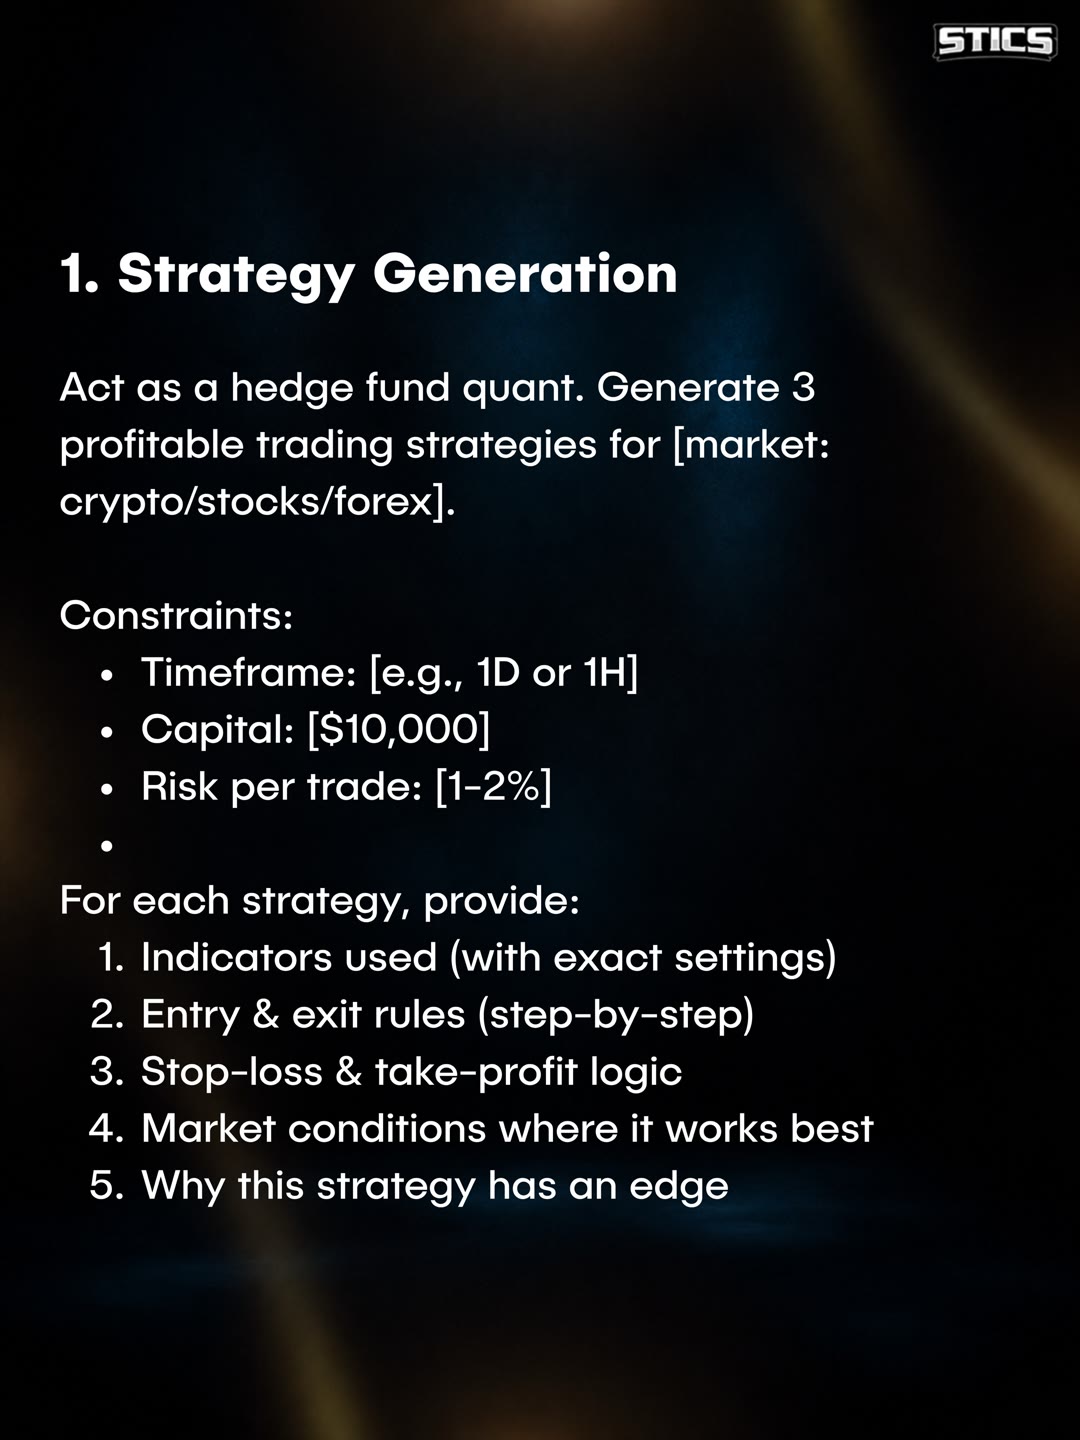 STICS
1. Strategy Generation
Act as a hedge fund quant. Generate 3
profitable trading strategies for [market:
crypto/stocks/forex].
Constraints:
• Timeframe: [e.g., 1D or 1H]
• Capital: [$10,000]
• Risk per trade: [1-2%]
•
For each strategy, provide:
1. Indicators used (with exact settings)
2. Entry & exit rules (step-by-step)
3. Stop-loss & take-profit logic
4. Market conditions where it works best
5. Why this strategy has an edge